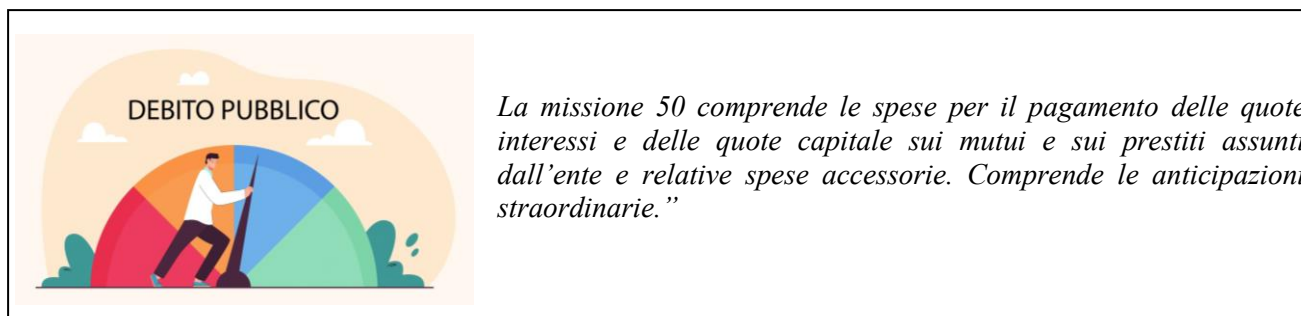 DEBITO PUBBLICO
La missione 50 comprende le spese per il pagamento delle quote
interessi e delle quote capitale sui mutui e sui prestiti assunti
dall’ente e relative spese accessorie. Comprende le anticipazioni
straordinarie.”